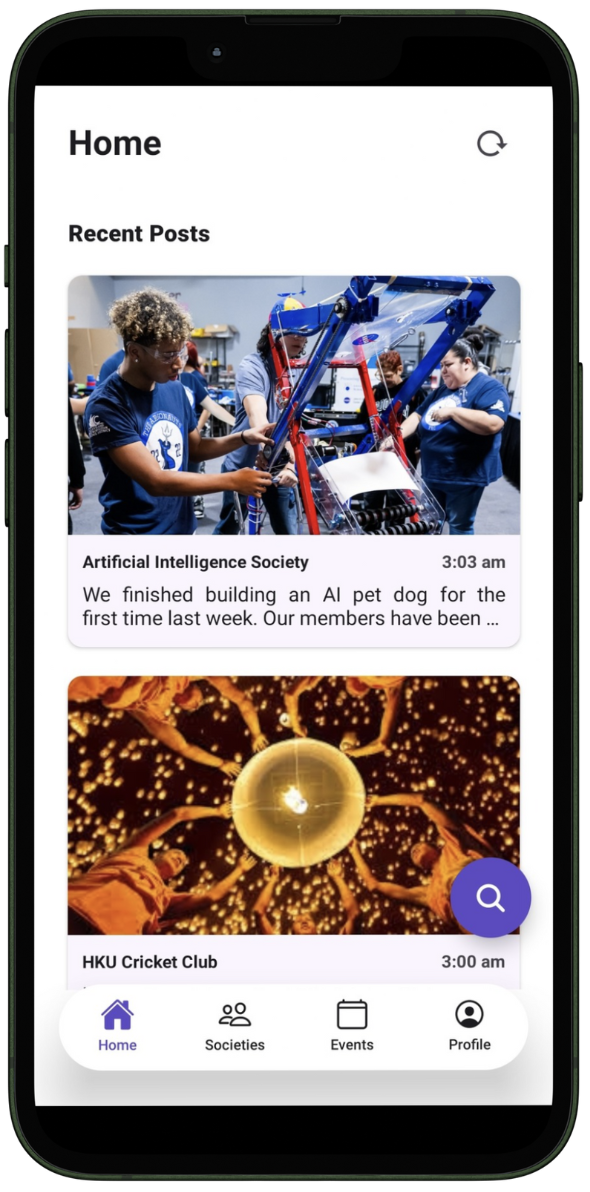 Home
Recent Posts
Artificial Intelligence Society 3:03 am
We finished building an AI pet dog for the
first time last week. Our members have been ...
HKU Cricket Club 3:00 am
Home Societies Events Profile